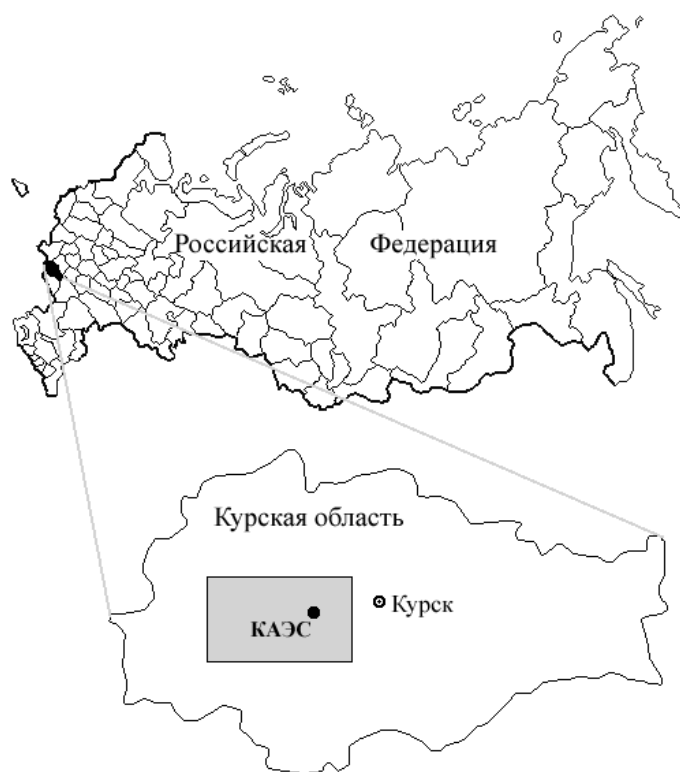 Российская Федерация
Курская область
Курск
КАЭС